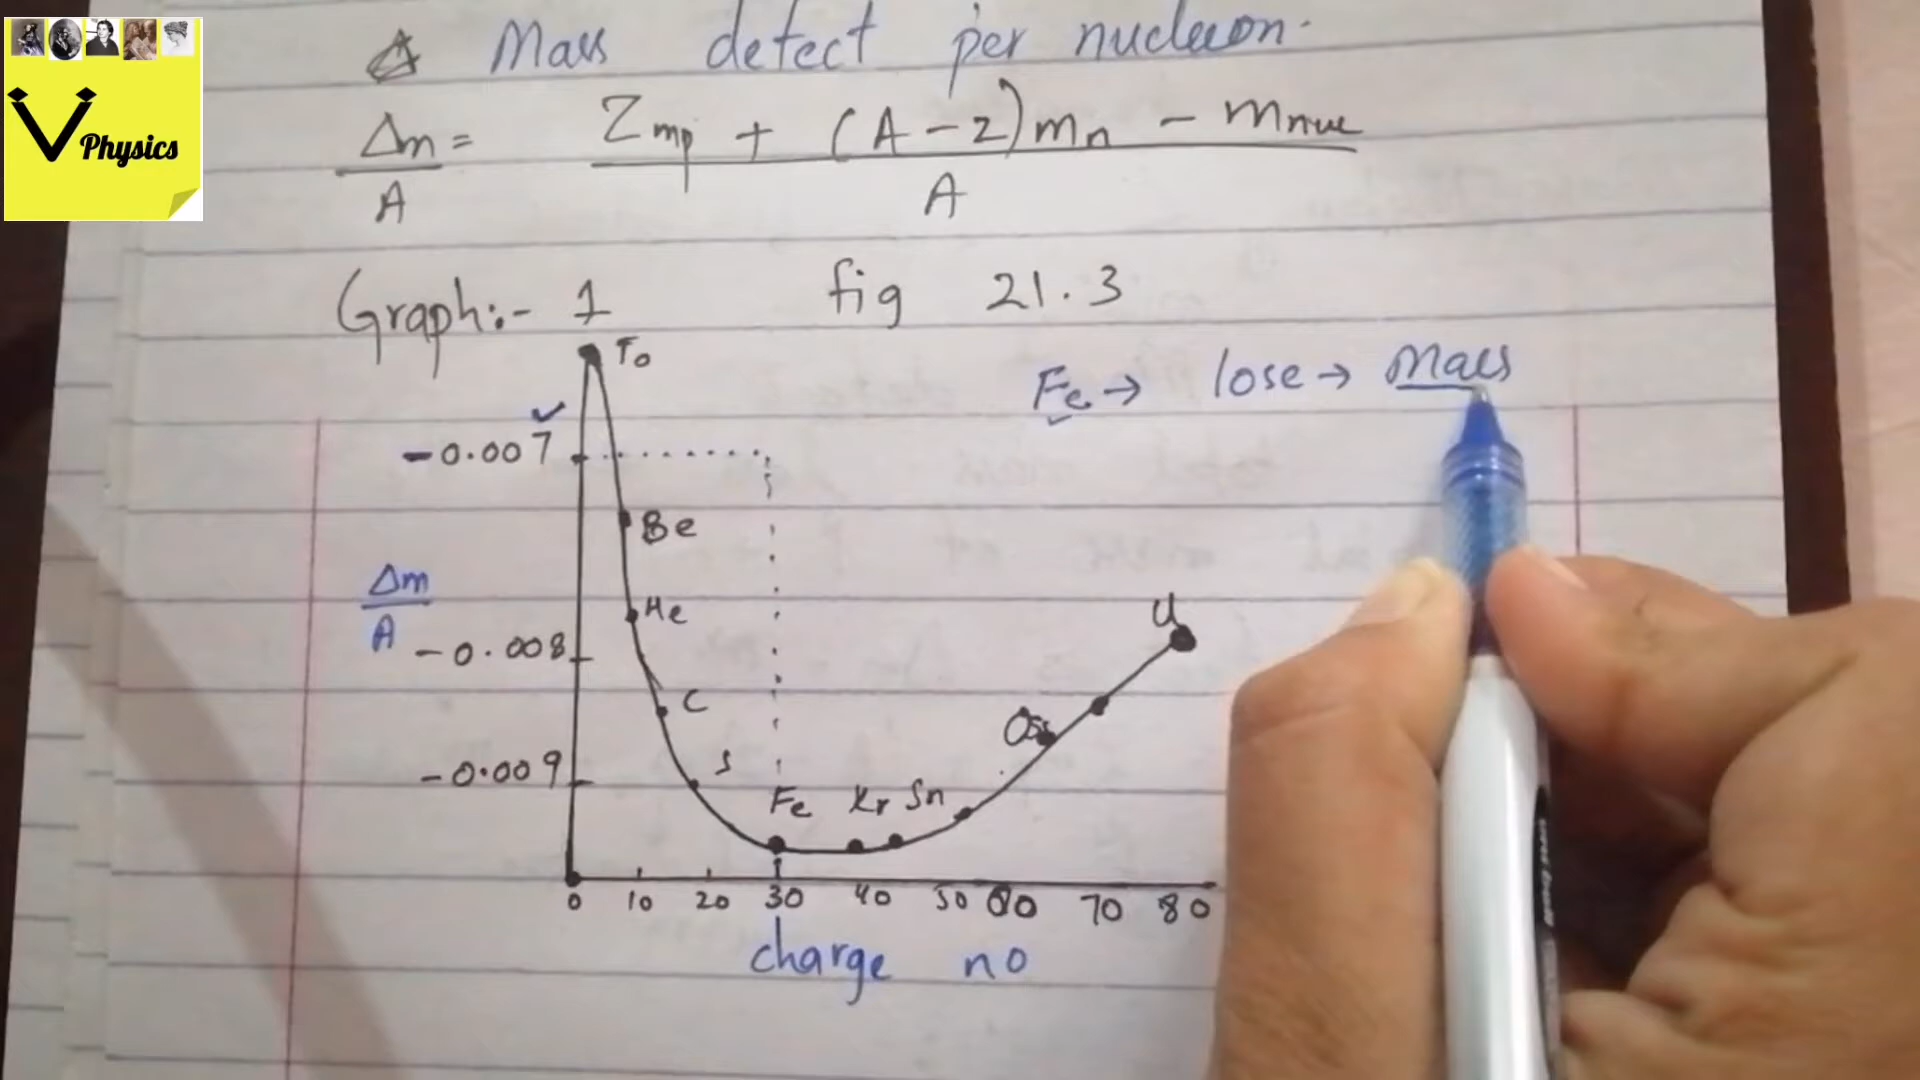 V Physics
Mass defect per nucleon.
Δm/A = Zmp + (A-Z)mn - mnuc / A
Graph:- 1 fig 21.3
Fe → lose → Mass
-0.007
Be
He
Δm/A
-0.008
C
U
Os
S
-0.009
Fe Kr Sn
0 10 20 30 40 50 60 70 80
charge no